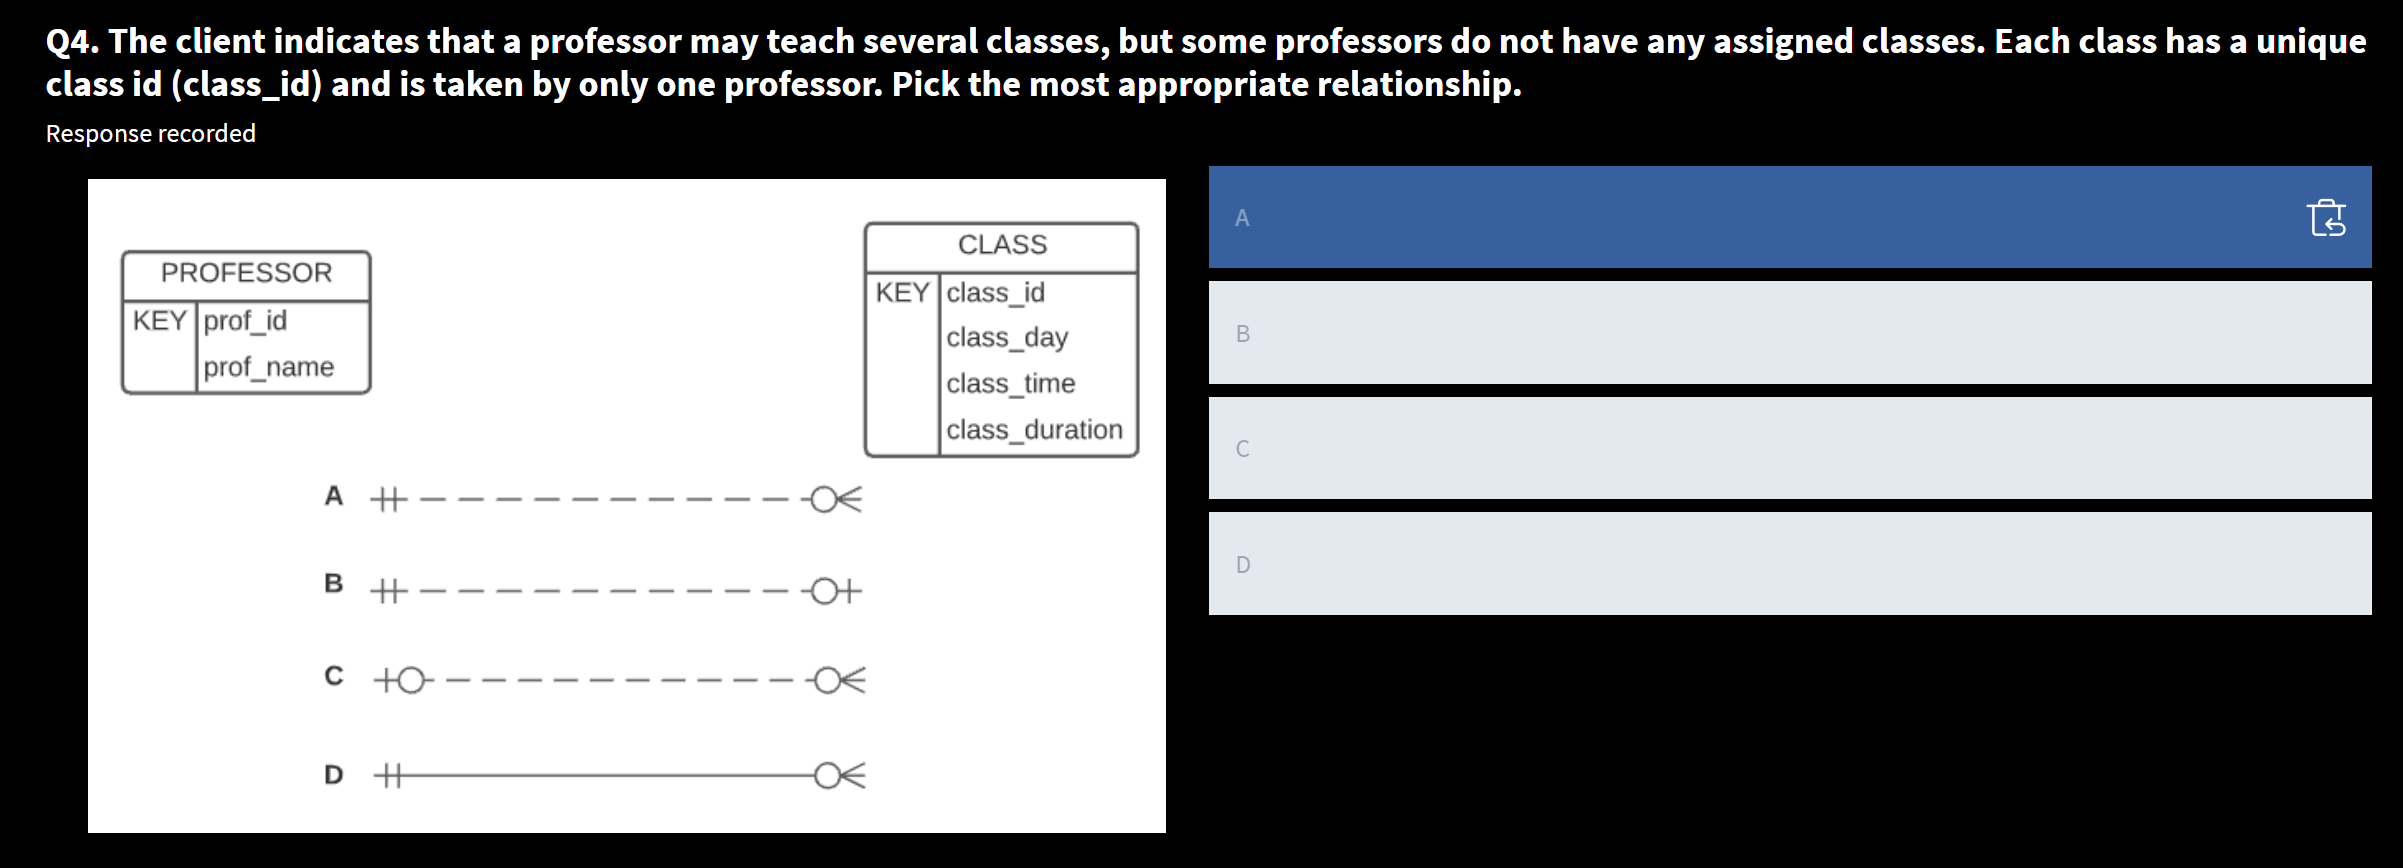 Q4. The client indicates that a professor may teach several classes, but some professors do not have any assigned classes. Each class has a unique
class id (class_id) and is taken by only one professor. Pick the most appropriate relationship.
Response recorded
PROFESSOR
KEY prof_id
prof_name
CLASS
KEY class_id
class_day
class_time
class_duration
A
B
C
D
A
B
C
D